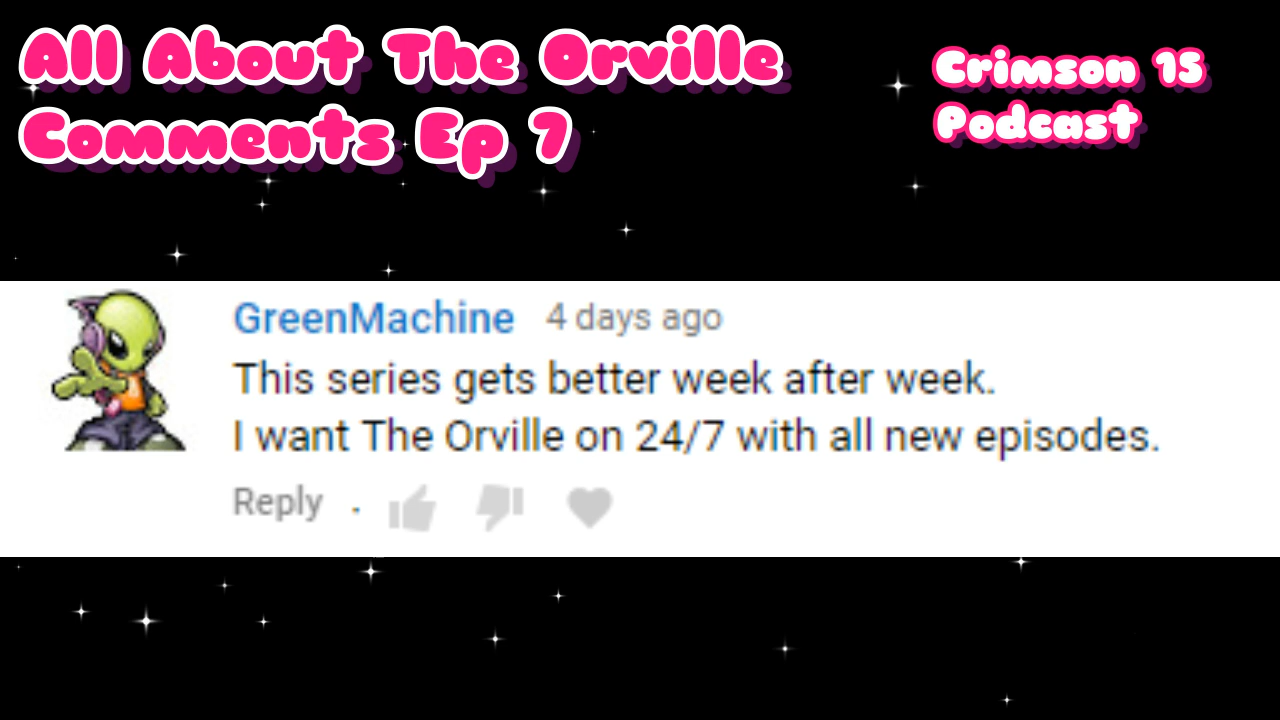 All About The Orville
Comments Ep 7
Crimson 15
Podcast
GreenMachine 4 days ago
This series gets better week after week.
I want The Orville on 24/7 with all new episodes.
Reply